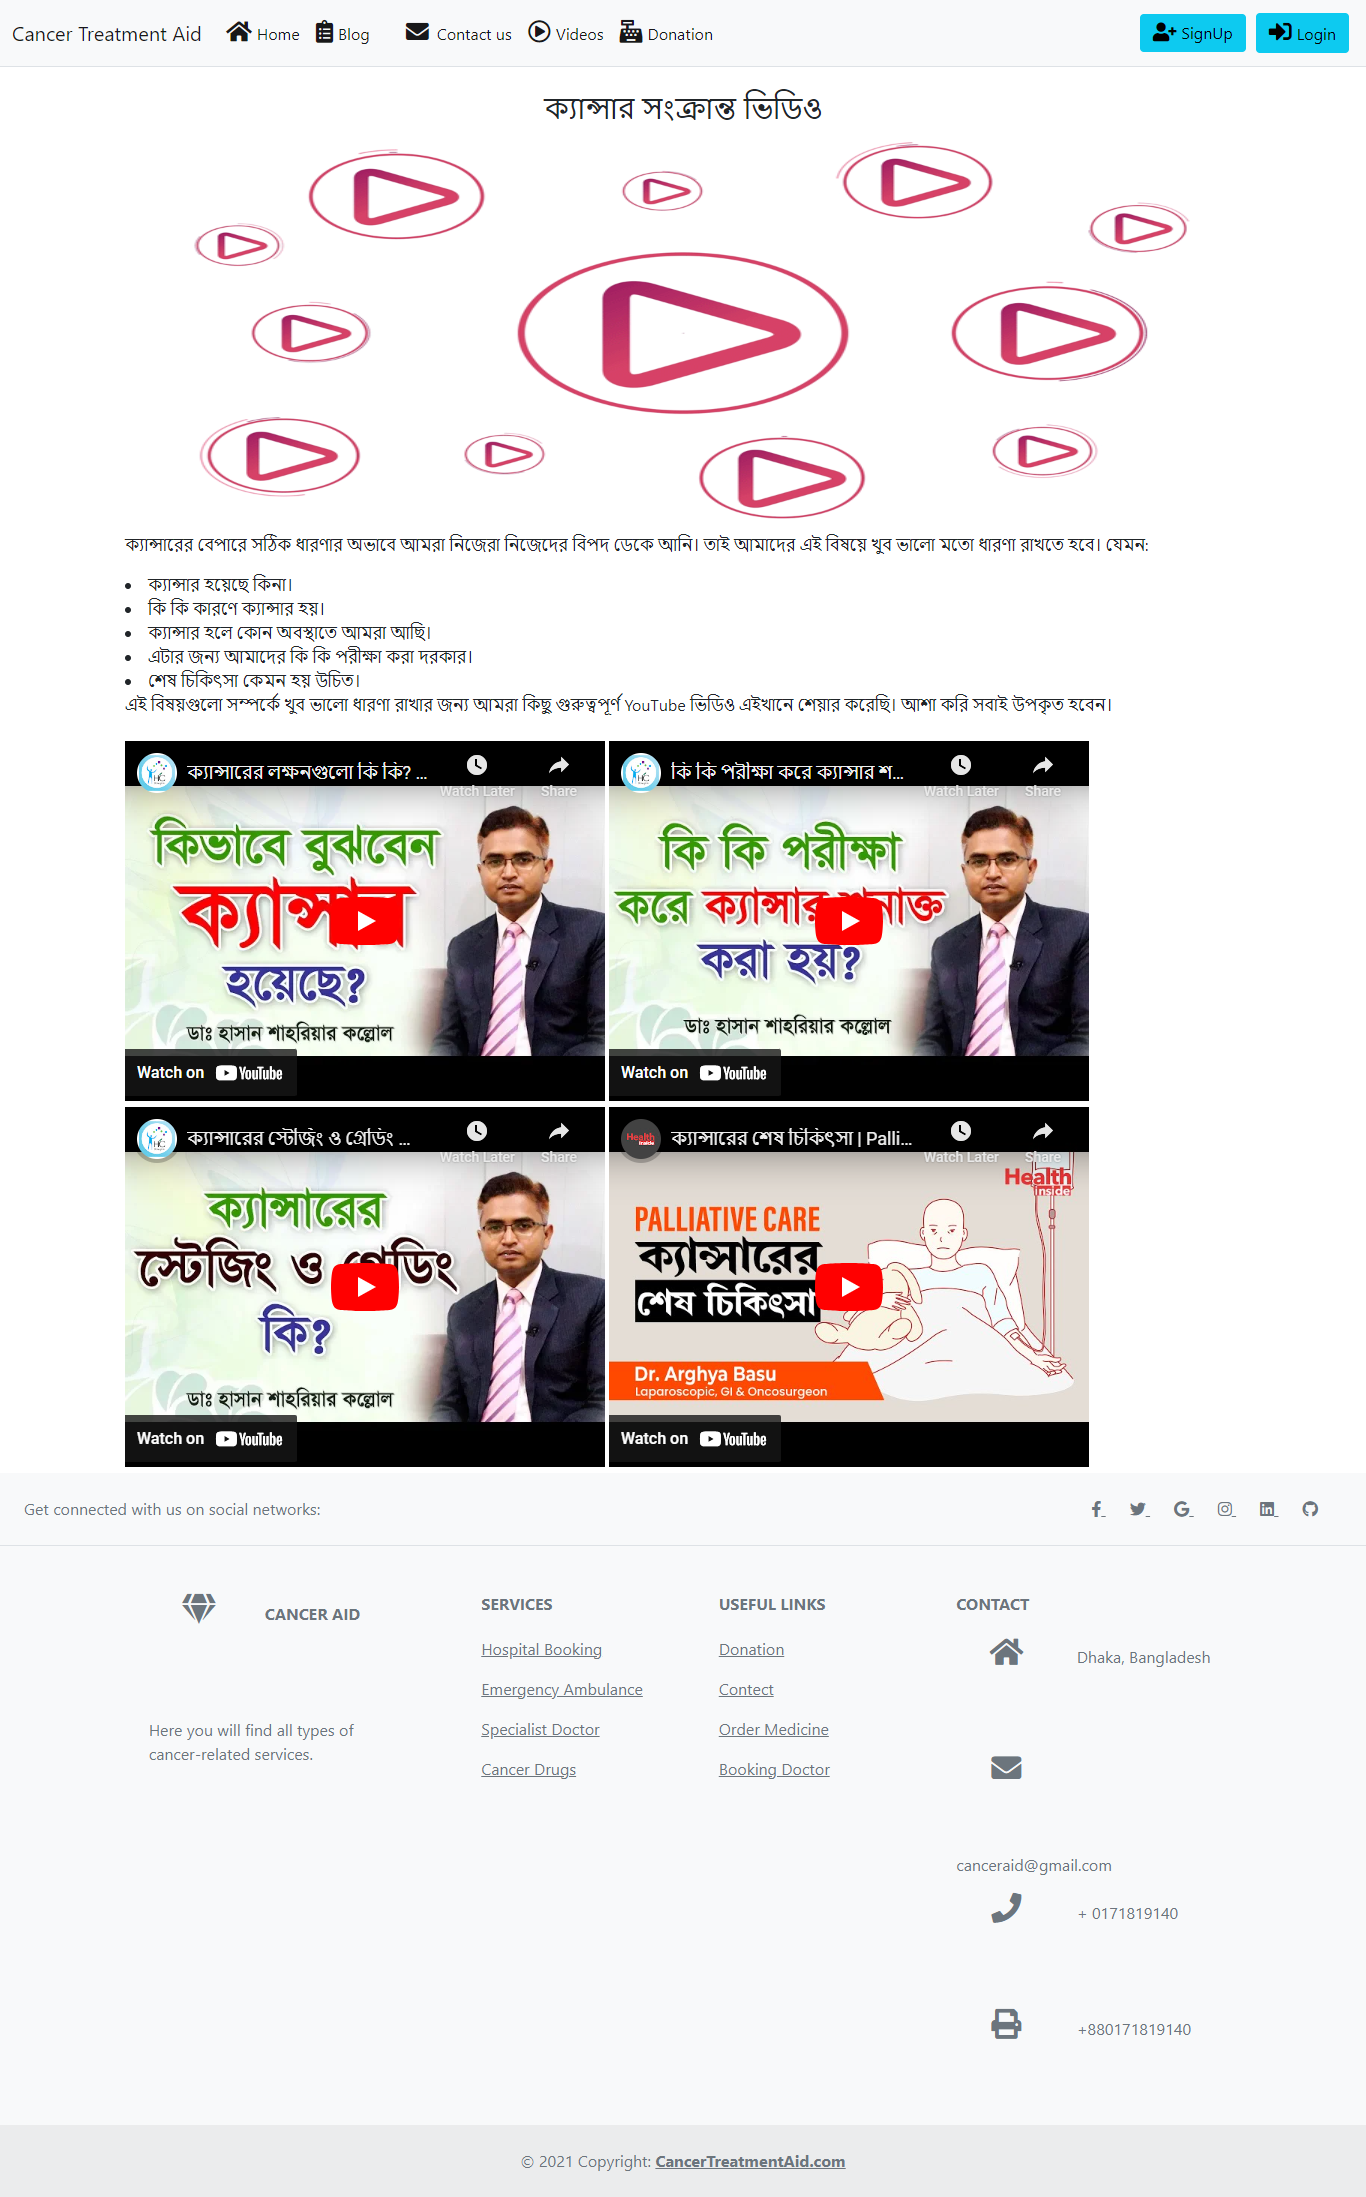 Cancer Treatment Aid Home Blog Contact us Videos Donation SignUp Login
ক্যান্সার সংক্রান্ত ভিডিও
ক্যান্সারের বেপারে সঠিক ধারণার অভাবে আমরা নিজেরা নিজেদের বিপদ ডেকে আনি। তাই আমাদের এই বিষয়ে খুব ভালো মতো ধারণা রাখতে হবে। যেমন:
• ক্যান্সার হয়েছে কিনা।
• কি কি কারণে ক্যান্সার হয়।
• ক্যান্সার হলে কোন অবস্থাতে আমরা আছি।
• এটার জন্য আমাদের কি কি পরীক্ষা করা দরকার।
• শেষ চিকিৎসা কেমন হয় উচিত।
এই বিষয়গুলো সম্পর্কে খুব ভালো ধারণা রাখার জন্য আমরা কিছু গুরুত্বপূর্ণ YouTube ভিডিও এইখানে শেয়ার করেছি। আশা করি সবাই উপকৃত হবেন।
HC ক্যান্সারের লক্ষনগুলো কি কি? ...
Watch Later Share
কিভাবে বুঝবেন
ক্যান্সার
হয়েছে?
ডাঃ হাসান শাহরিয়ার কল্লোল
Watch on YouTube
HC কি কি পরীক্ষা করে ক্যান্সার শ...
Watch Later Share
কি কি পরীক্ষা
করে ক্যান্সার শনাক্ত
করা হয়?
ডাঃ হাসান শাহরিয়ার কল্লোল
Watch on YouTube
HC ক্যান্সারের স্টেজিং ও গ্রেডিং ...
Watch Later Share
ক্যান্সারের
স্টেজিং ও গ্রেডিং
কি?
ডাঃ হাসান শাহরিয়ার কল্লোল
Watch on YouTube
Health Inside ক্যান্সারের শেষ চিকিৎসা | Palli...
Watch Later Share
Health
Inside
PALLIATIVE CARE
ক্যান্সারের
শেষ চিকিৎসা
Dr. Arghya Basu
Laparoscopic, GI & Oncosurgeon
Watch on YouTube
Get connected with us on social networks:
CANCER AID
Here you will find all types of
cancer-related services.
SERVICES
Hospital Booking
Emergency Ambulance
Specialist Doctor
Cancer Drugs
USEFUL LINKS
Donation
Contect
Order Medicine
Booking Doctor
CONTACT
Dhaka, Bangladesh
canceraid@gmail.com
+ 0171819140
+880171819140
© 2021 Copyright: CancerTreatmentAid.com